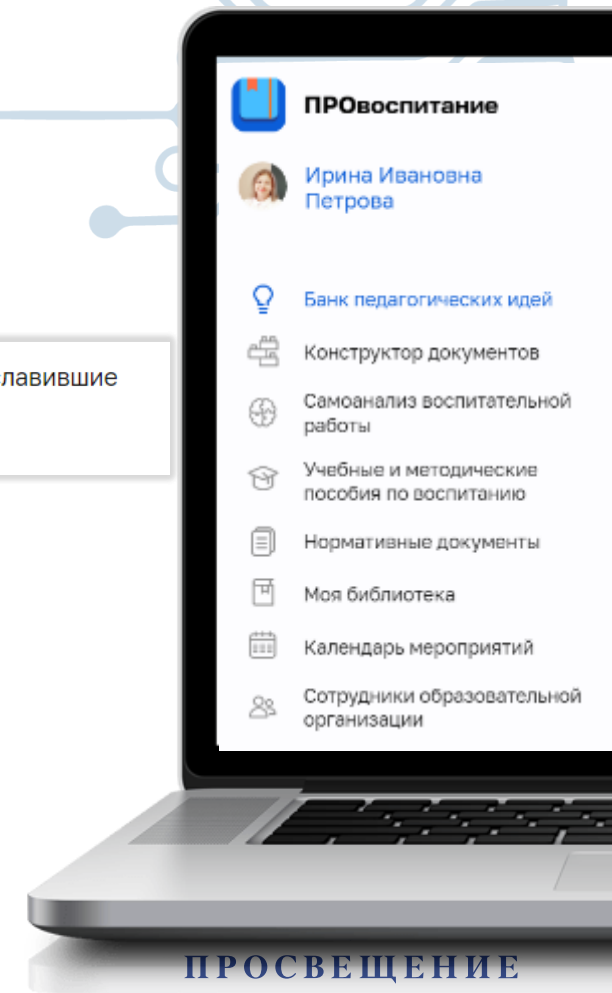 ПРОвоспитание
Ирина Ивановна
Петрова
Банк педагогических идей
лавившие
Конструктор документов
Самоанализ воспитательной
работы
Учебные и методические
пособия по воспитанию
Нормативные документы
Моя библиотека
Календарь мероприятий
Сотрудники образовательной
организации
ПРОСВЕЩЕНИЕ